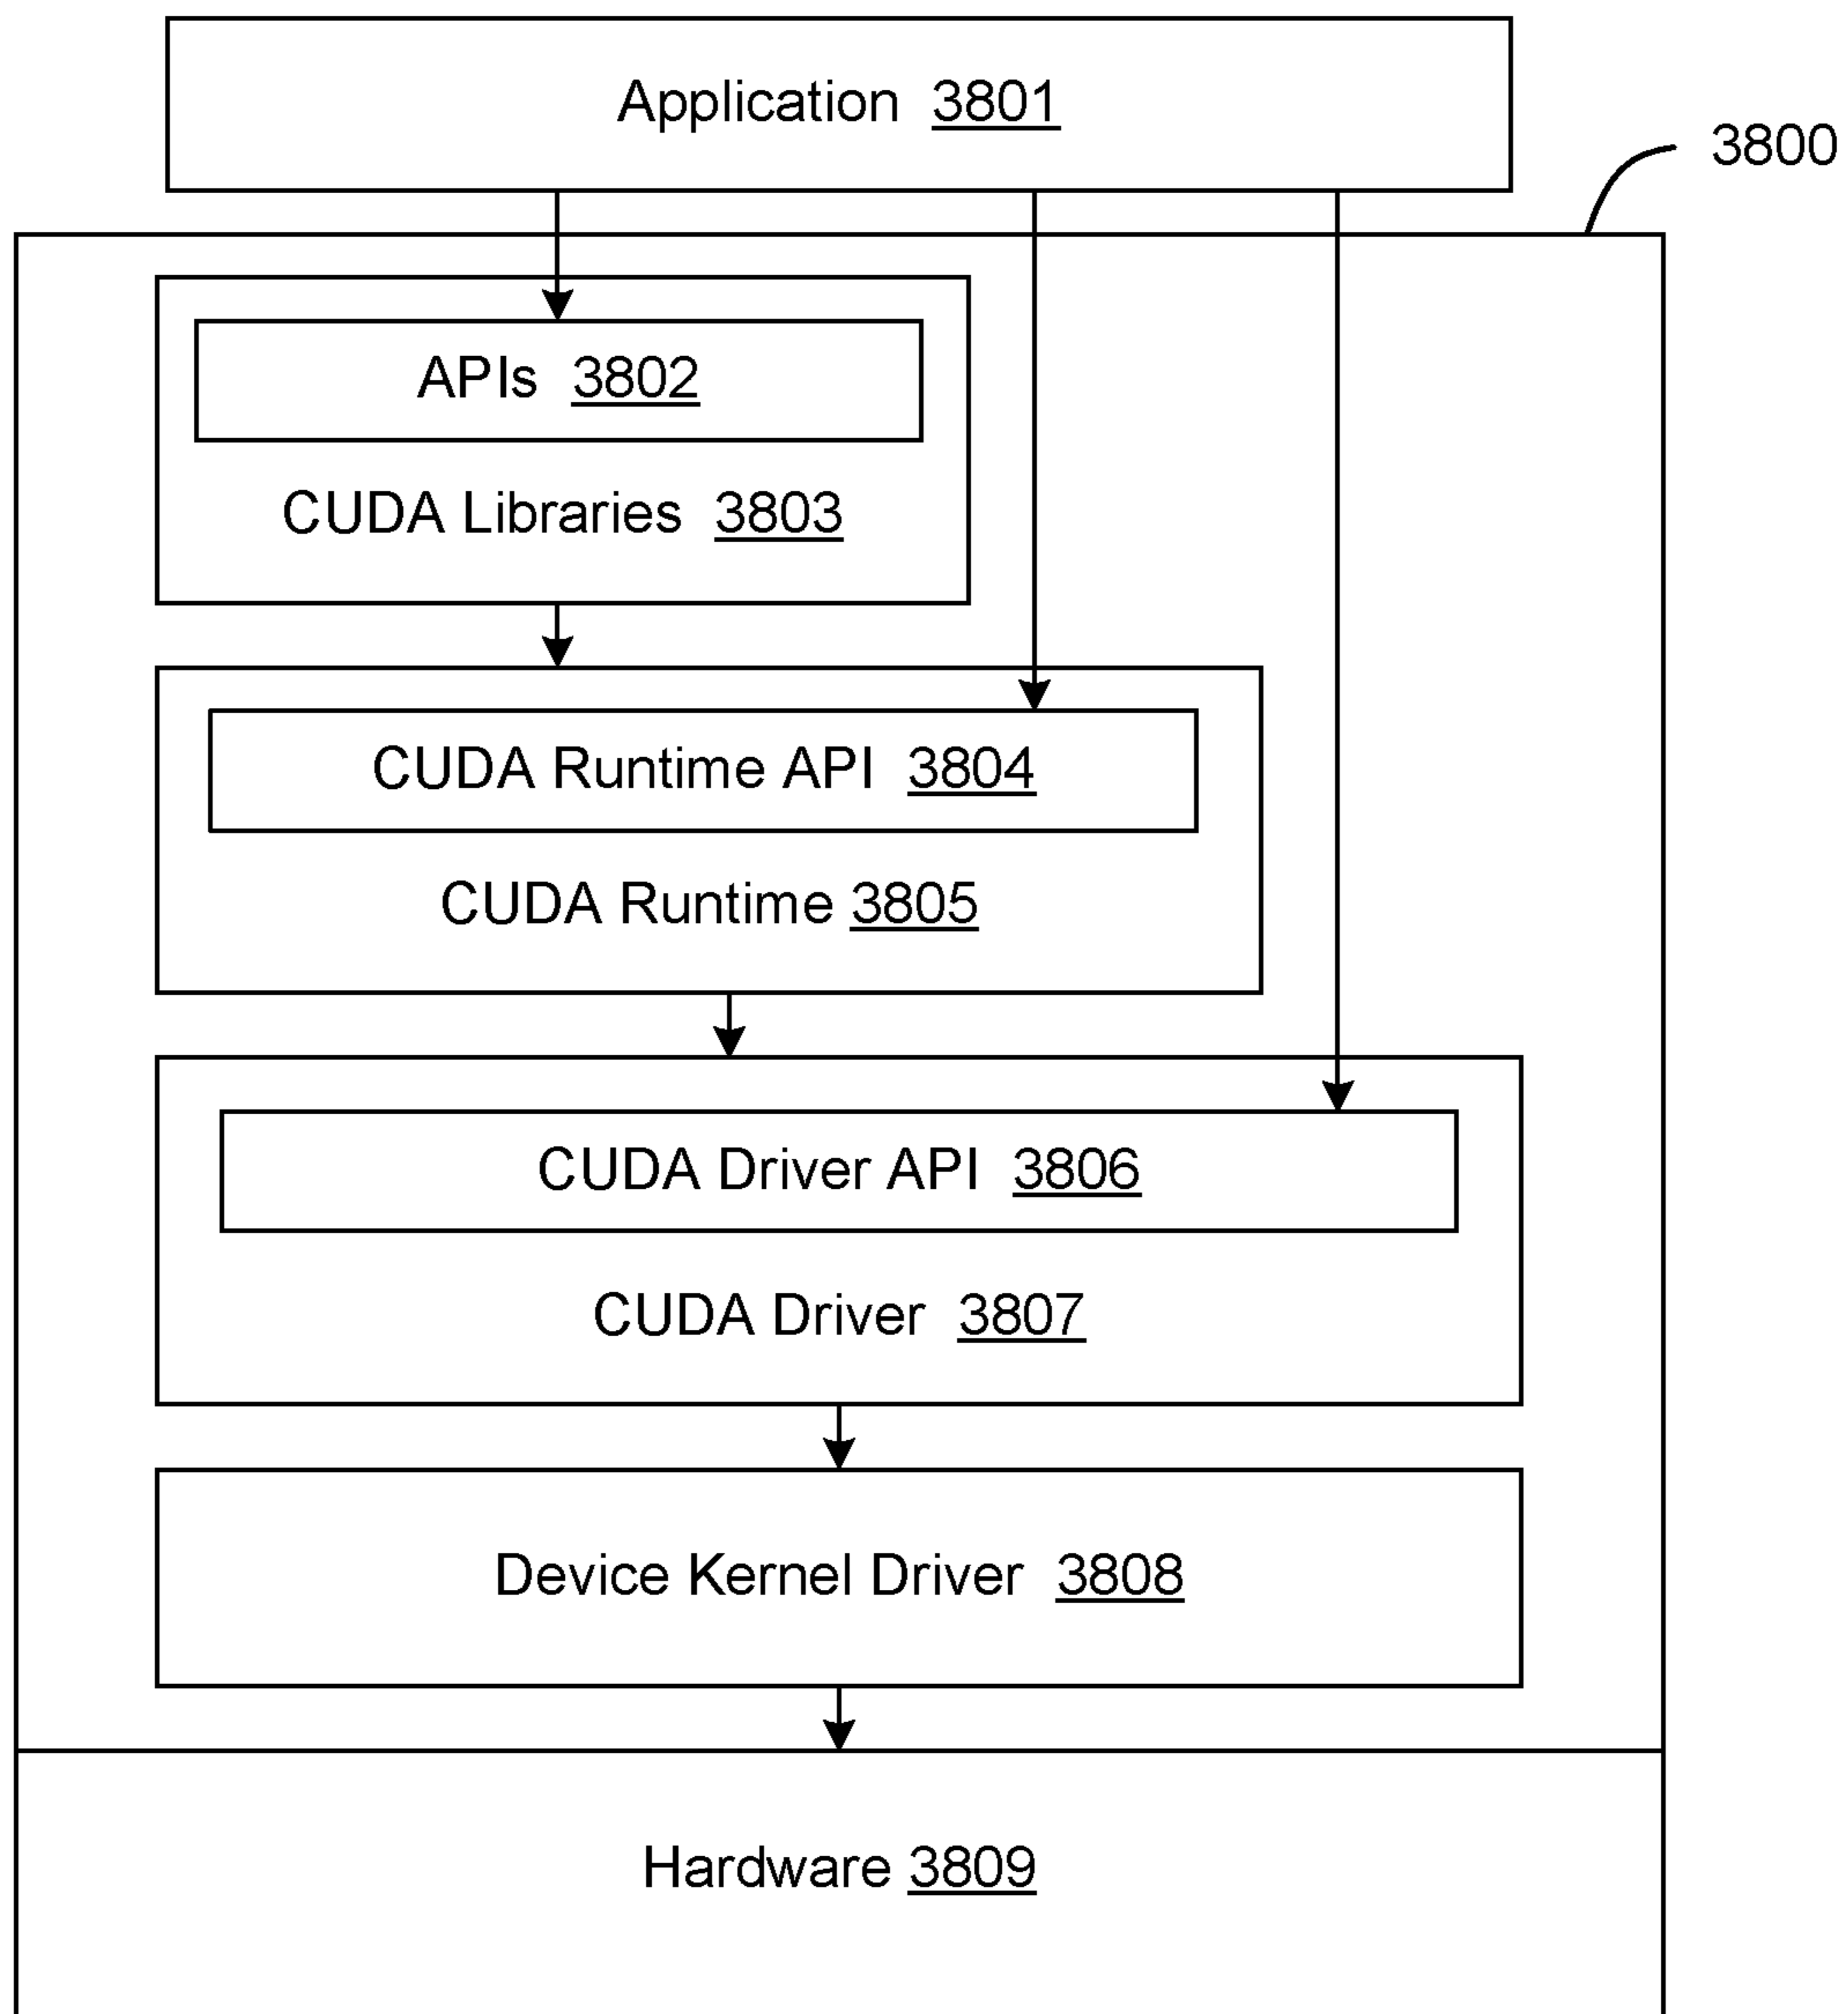 Application 3801
3800
APIs 3802
CUDA Libraries 3803
CUDA Runtime API 3804
CUDA Runtime 3805
CUDA Driver API 3806
CUDA Driver 3807
Device Kernel Driver 3808
Hardware 3809